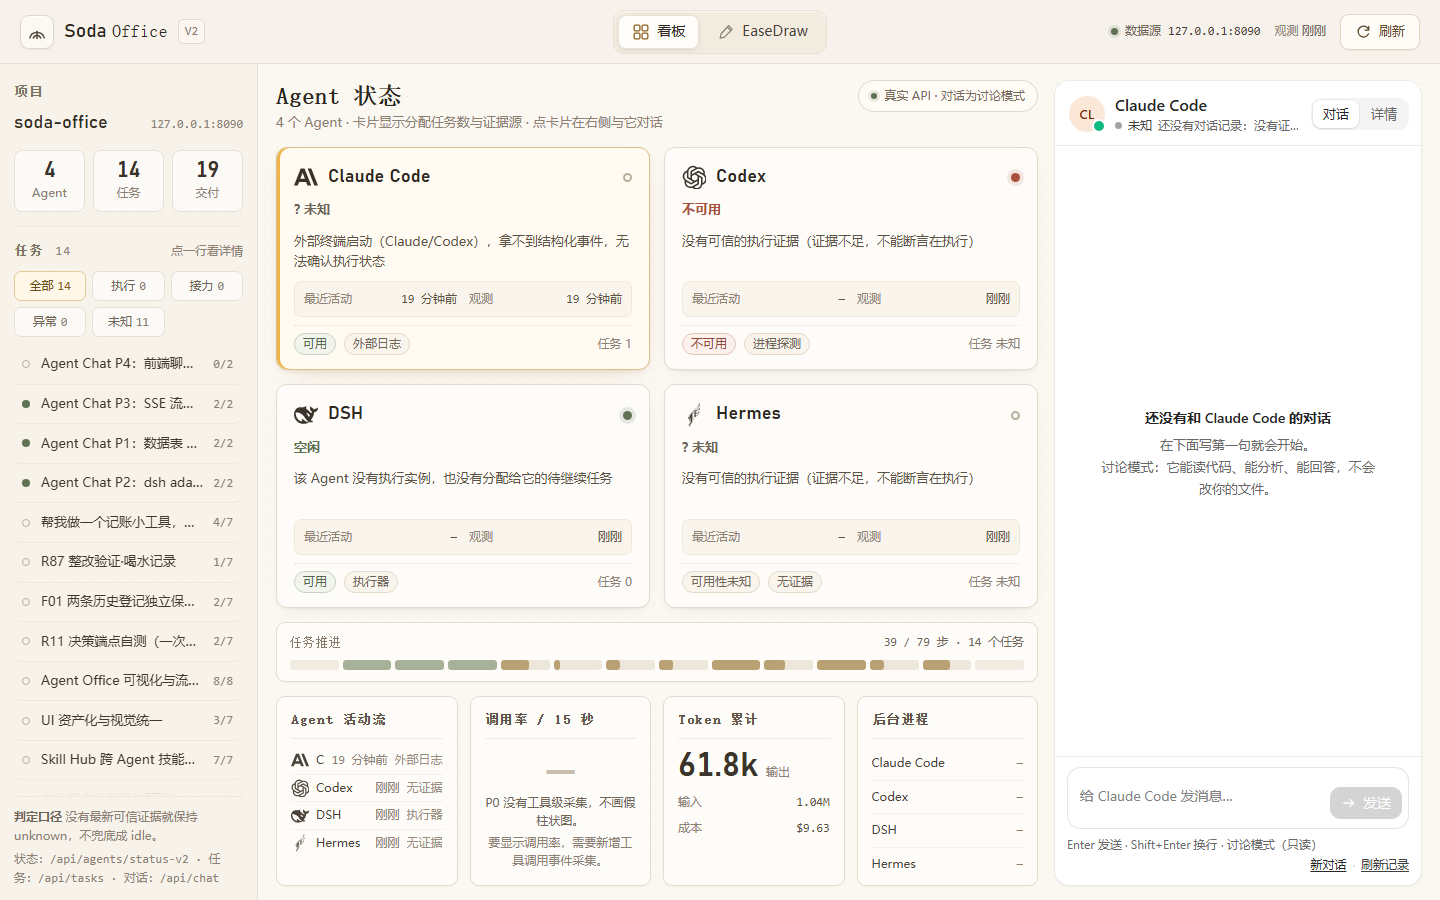 Soda Office V2
看板
EaseDraw
数据源 127.0.0.1:8090 观测 刚刚
刷新
项目
soda-office 127.0.0.1:8090
4 Agent
14 任务
19 交付
任务 14 点一行看详情
全部 14
执行 0
接力 0
异常 0
未知 11
Agent Chat P4：前端聊... 0/2
Agent Chat P3：SSE 流... 2/2
Agent Chat P1：数据表 ... 2/2
Agent Chat P2：dsh ada... 2/2
帮我做一个记账小工具，... 4/7
R87 整改验证·喝水记录 1/7
F01 两条历史登记独立保... 2/7
R11 决策端点自测（一次... 2/7
Agent Office 可视化与流... 8/8
UI 资产化与视觉统一 3/7
Skill Hub 跨 Agent 技能... 7/7
判定口径 没有最新可信证据就保持
unknown，不兜底成 idle。
状态：/api/agents/status-v2 · 任
务：/api/tasks · 对话：/api/chat
Agent 状态
4 个 Agent · 卡片显示分配任务数与证据源 · 点卡片在右侧与它对话
真实 API · 对话为讨论模式
Claude Code
? 未知
外部终端启动（Claude/Codex），拿不到结构化事件，无
法确认执行状态
最近活动 19 分钟前 观测 19 分钟前
可用 外部日志 任务 1
Codex
不可用
没有可信的执行证据（证据不足，不能断言在执行）
最近活动 – 观测 刚刚
不可用 进程探测 任务 未知
DSH
空闲
该 Agent 没有执行实例，也没有分配给它的待继续任务
最近活动 – 观测 刚刚
可用 执行器 任务 0
Hermes
? 未知
没有可信的执行证据（证据不足，不能断言在执行）
最近活动 – 观测 刚刚
可用性未知 无证据 任务 未知
任务推进 39 / 79 步 · 14 个任务
Agent 活动流
C 19 分钟前 外部日志
Codex 刚刚 无证据
DSH 刚刚 执行器
Hermes 刚刚 无证据
调用率 / 15 秒
—
P0 没有工具级采集，不画假
柱状图。
要显示调用率，需要新增工
具调用事件采集。
Token 累计
61.8k 输出
输入 1.04M
成本 $9.63
后台进程
Claude Code –
Codex –
DSH –
Hermes –
CL
Claude Code
未知 还没有对话记录：没有证...
对话
详情
还没有和 Claude Code 的对话
在下面写第一句就会开始。
讨论模式：它能读代码、能分析、能回答，不会
改你的文件。
给 Claude Code 发消息...
发送
Enter 发送 · Shift+Enter 换行 · 讨论模式（只读）
新对话 · 刷新记录